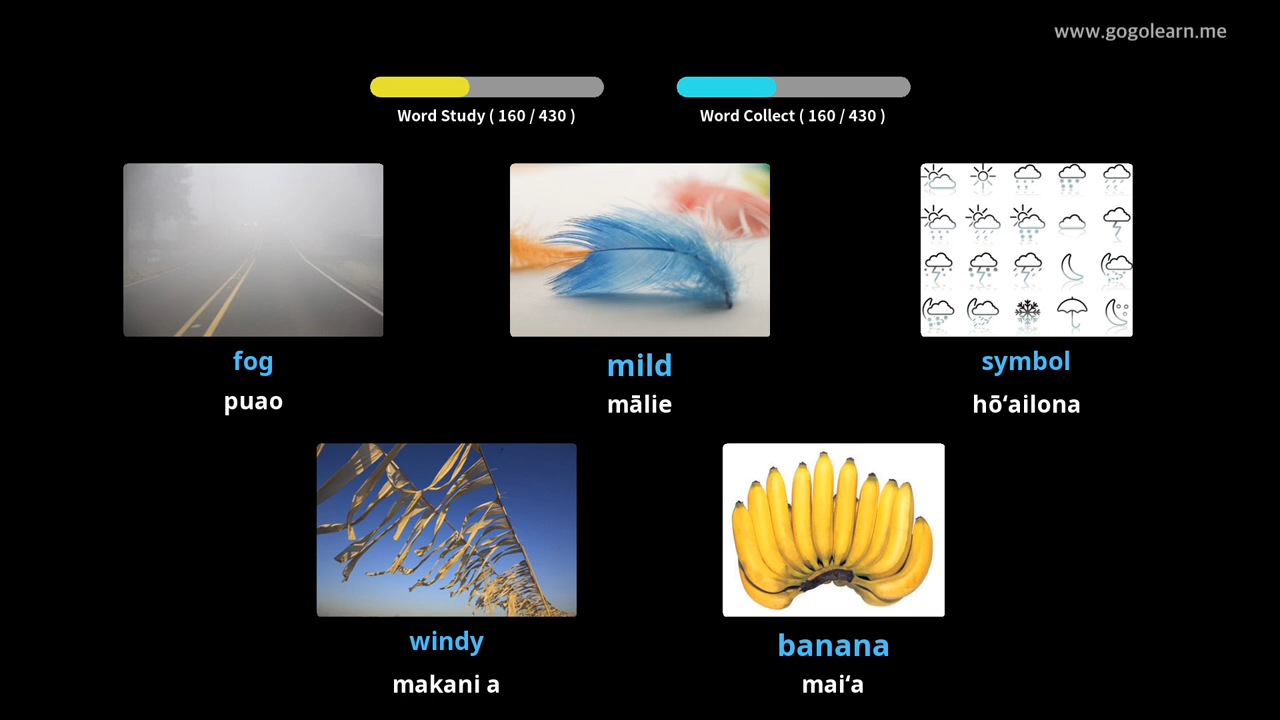 www.gogolearn.me
Word Study ( 160 / 430 )
Word Collect ( 160 / 430 )
fog
puao
mild
mālie
symbol
hōʻailona
windy
makani a
banana
maiʻa